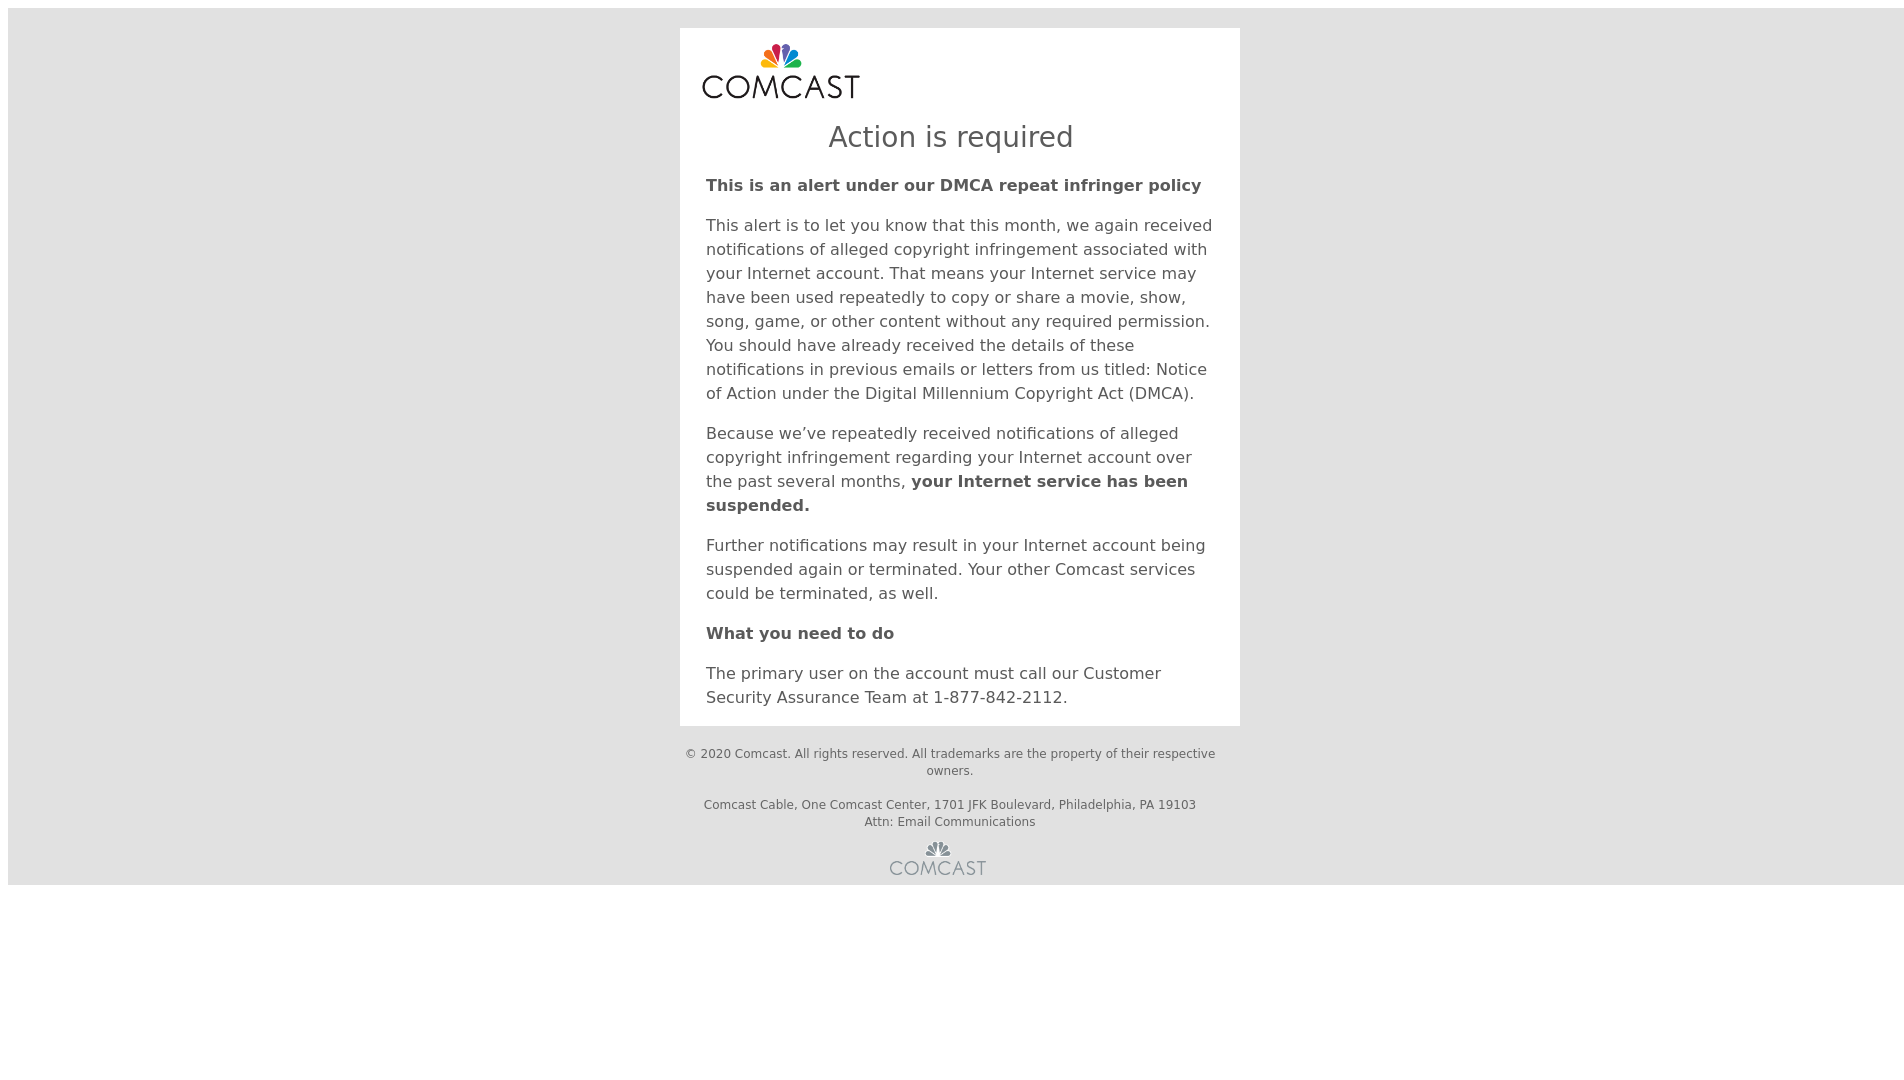 COMCAST
Action is required
This is an alert under our DMCA repeat infringer policy
This alert is to let you know that this month, we again received
notifications of alleged copyright infringement associated with
your Internet account. That means your Internet service may
have been used repeatedly to copy or share a movie, show,
song, game, or other content without any required permission.
You should have already received the details of these
notifications in previous emails or letters from us titled: Notice
of Action under the Digital Millennium Copyright Act (DMCA).
Because we’ve repeatedly received notifications of alleged
copyright infringement regarding your Internet account over
the past several months, your Internet service has been
suspended.
Further notifications may result in your Internet account being
suspended again or terminated. Your other Comcast services
could be terminated, as well.
What you need to do
The primary user on the account must call our Customer
Security Assurance Team at 1-877-842-2112.
© 2020 Comcast. All rights reserved. All trademarks are the property of their respective
owners.
Comcast Cable, One Comcast Center, 1701 JFK Boulevard, Philadelphia, PA 19103
Attn: Email Communications
COMCAST